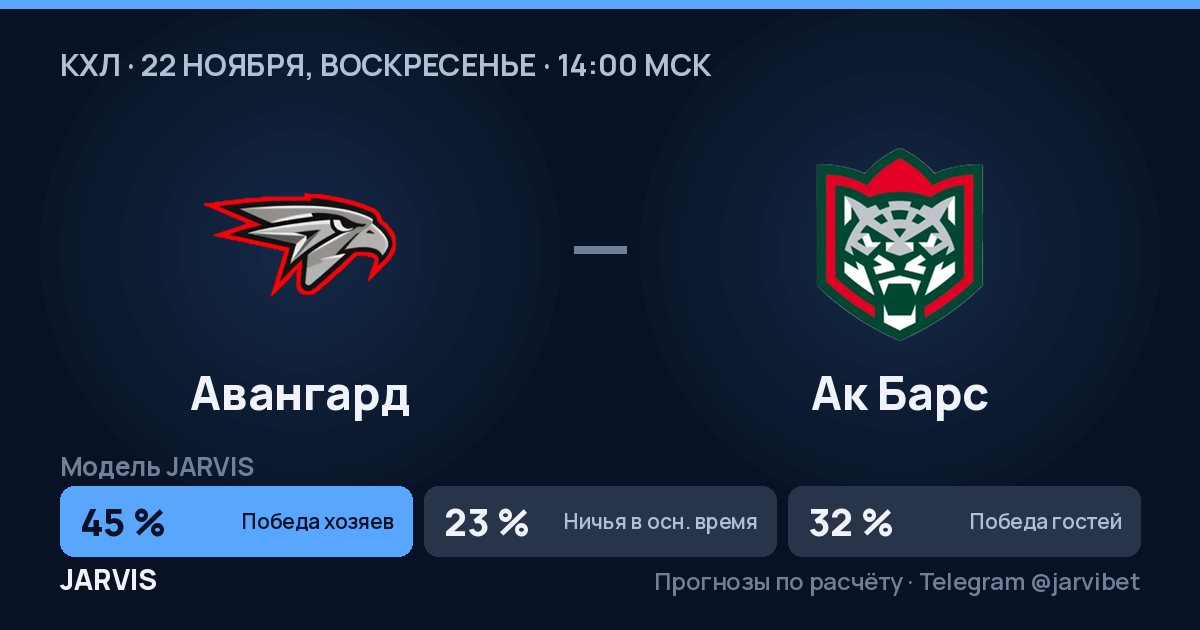 КХЛ · 22 НОЯБРЯ, ВОСКРЕСЕНЬЕ · 14:00 МСК
Авангард — Ак Барс
Модель JARVIS
45 % Победа хозяев 23 % Ничья в осн. время 32 % Победа гостей
JARVIS Прогнозы по расчёту · Telegram @jarvibet